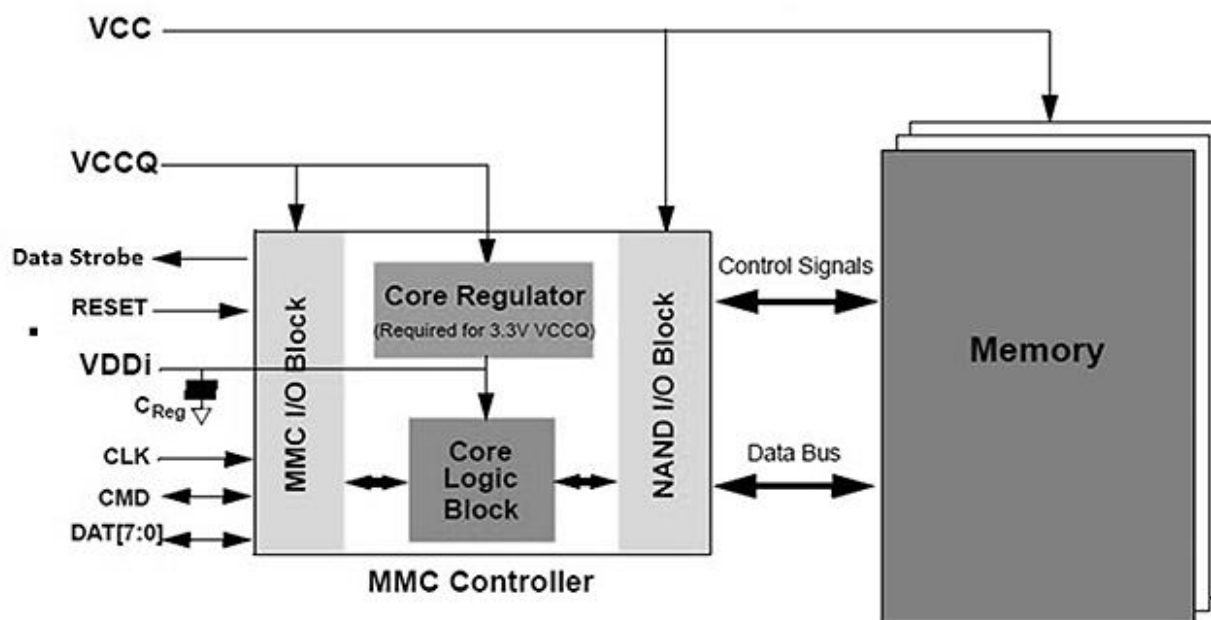 VCC
VCCQ
Data Strobe
RESET
VDDi
CReg
CLK
CMD
DAT[7:0]
MMC I/O Block
Core Regulator
(Required for 3.3V VCCQ)
Core
Logic
Block
NAND I/O Block
MMC Controller
Control Signals
Data Bus
Memory